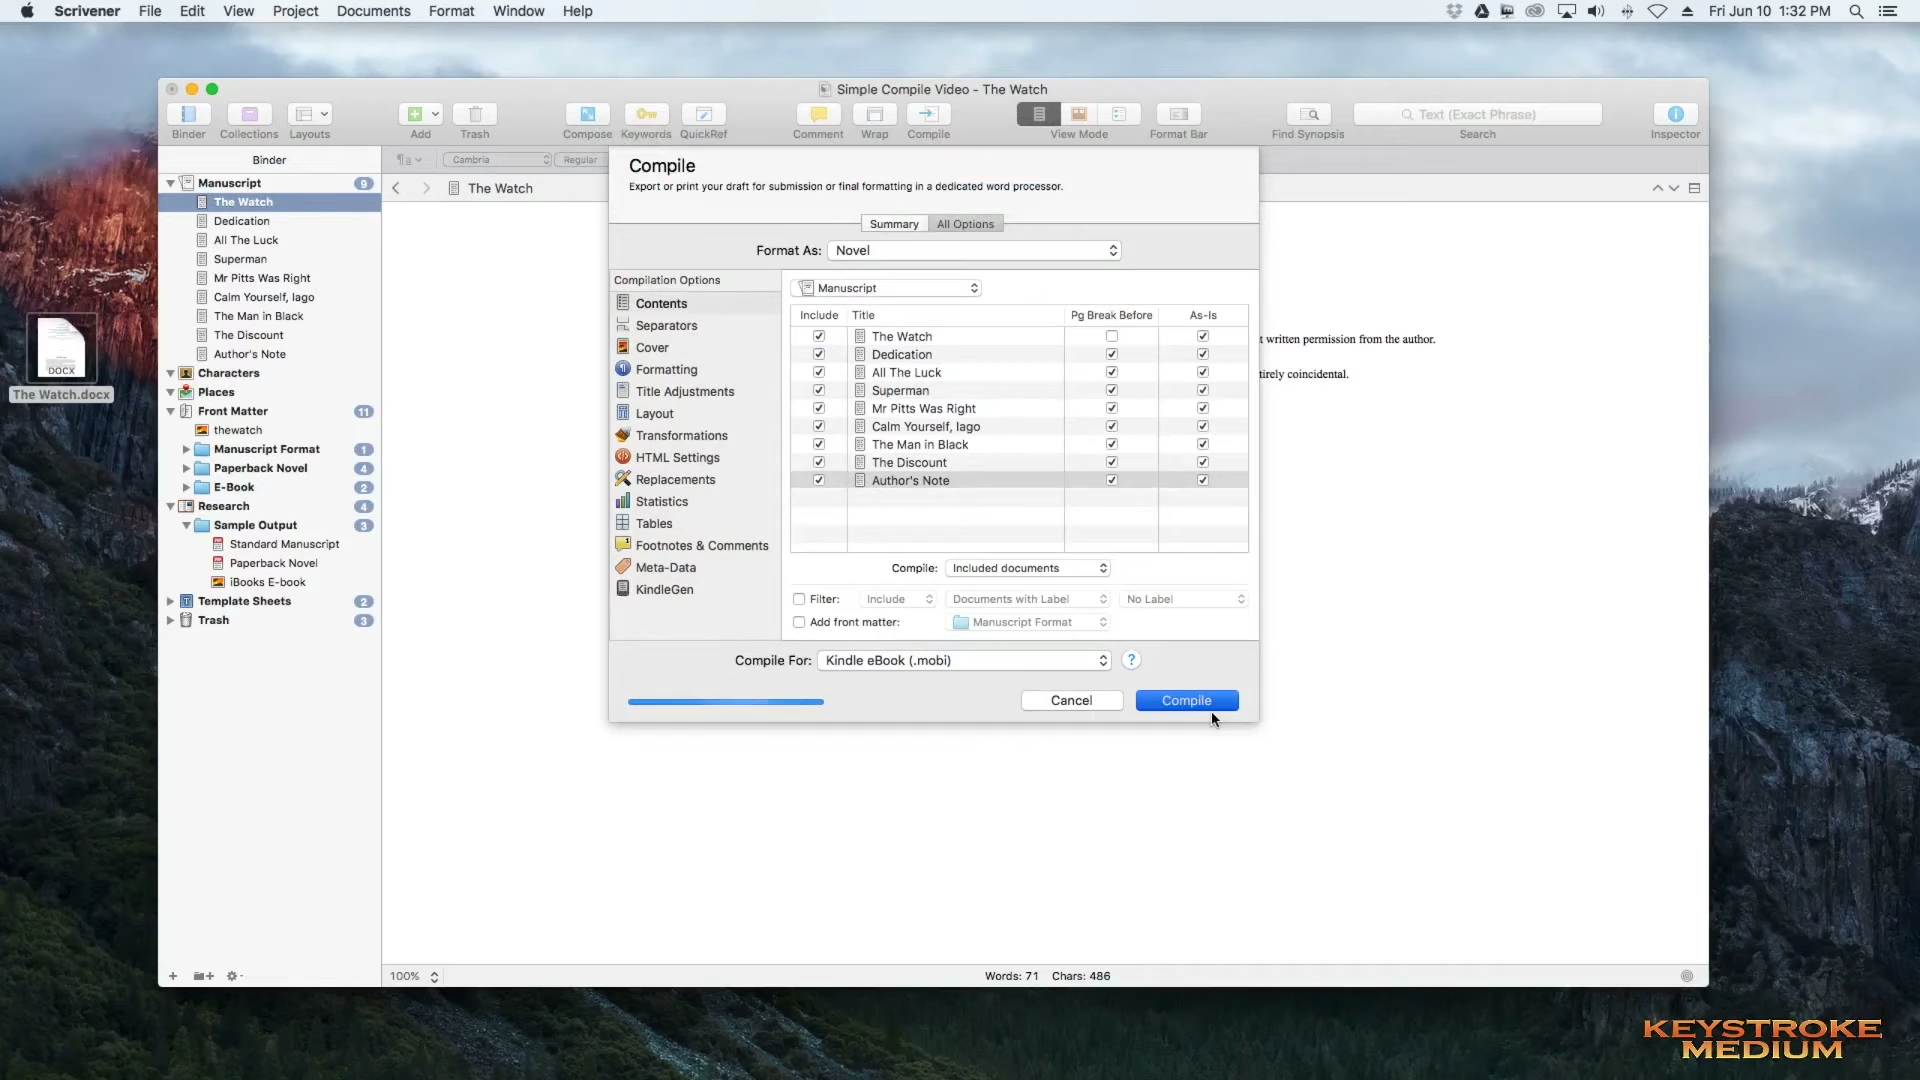 Scrivener File Edit View Project Documents Format Window Help Fri Jun 10 1:32 PM
Simple Compile Video - The Watch
Binder Collections Layouts Add Trash Compose Keywords QuickRef Comment Wrap Compile View Mode Format Bar Find Synopsis Text (Exact Phrase) Search Inspector
Binder
Cambria Regular
Manuscript 9
The Watch
Dedication
All The Luck
Superman
Mr Pitts Was Right
Calm Yourself, Iago
The Man in Black
The Discount
Author's Note
Characters
Places
Front Matter 11
thewatch
Manuscript Format 1
Paperback Novel 4
E-Book 2
Research 4
Sample Output 3
Standard Manuscript
Paperback Novel
iBooks E-book
Template Sheets 2
Trash 3
DOCX
The Watch.docx
The Watch
t written permission from the author.
tirely coincidental.
Compile
Export or print your draft for submission or final formatting in a dedicated word processor.
Summary All Options
Format As: Novel
Compilation Options
Contents
Separators
Cover
Formatting
Title Adjustments
Layout
Transformations
HTML Settings
Replacements
Statistics
Tables
Footnotes & Comments
Meta-Data
KindleGen
Manuscript
Include Title Pg Break Before As-Is
The Watch
Dedication
All The Luck
Superman
Mr Pitts Was Right
Calm Yourself, Iago
The Man in Black
The Discount
Author's Note
Compile: Included documents
Filter: Include Documents with Label No Label
Add front matter: Manuscript Format
Compile For: Kindle eBook (.mobi) ?
Cancel Compile
100% Words: 71 Chars: 486
KEYSTROKE
MEDIUM